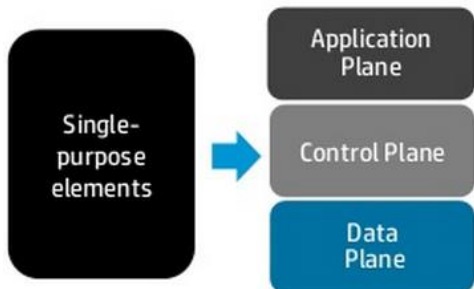 Single-
purpose
elements
Application
Plane
Control Plane
Data
Plane